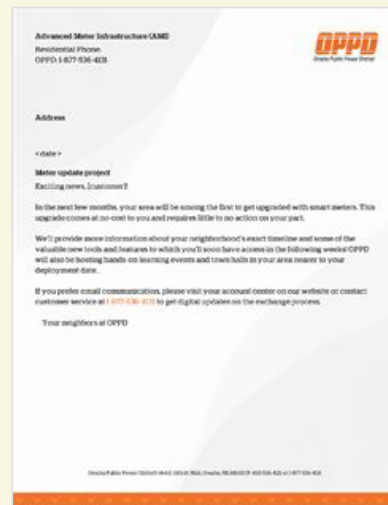 Advanced Meter Infrastructure (AMI)
Residential Phone
OPPD: 1-877-536-4131
OPPD
Omaha Public Power District
Address
<date>
Meter update project
Exciting news, [customer]!
In the next few months, your area will be among the first to get upgraded with smart meters. This
upgrade comes at no cost to you and requires little to no action on your part.
We'll provide more information about your neighborhood's exact timeline and some of the
valuable new tools and features to which you'll soon have access in the following weeks! OPPD
will also be hosting hands-on learning events and town halls in your area nearer to your
deployment date.
If you prefer email communication, please visit your account center on our website or contact
customer service at 1-877-536-4131 to get digital updates on the exchange process.
Your neighbors at OPPD
Omaha Public Power District